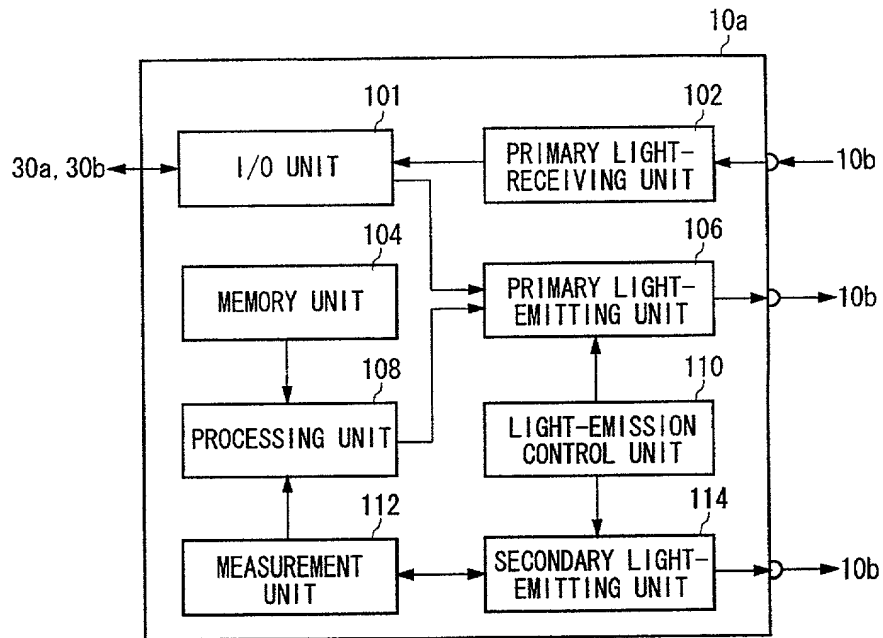 10a
101
102
I/O UNIT
PRIMARY LIGHT-
RECEIVING UNIT
30a, 30b
10b
104
106
MEMORY UNIT
PRIMARY LIGHT-
EMITTING UNIT
10b
108
110
PROCESSING UNIT
LIGHT-EMISSION
CONTROL UNIT
112
114
MEASUREMENT
UNIT
SECONDARY LIGHT-
EMITTING UNIT
10b